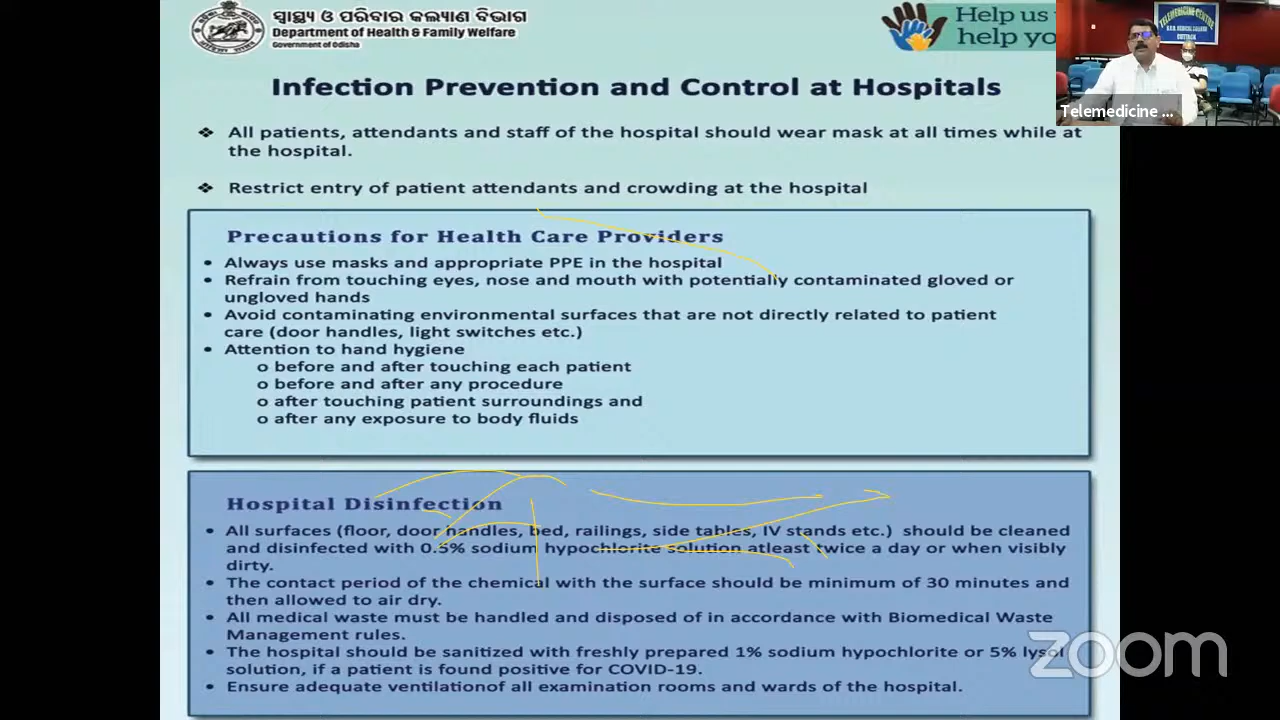 ସ୍ୱାସ୍ଥ୍ୟ ଓ ପରିବାର କଲ୍ୟାଣ ବିଭାଗ
Department of Health & Family Welfare
Government of Odisha
Help us
help yo
TELEMEDICINE CENTRE
MEDICAL COLLEGE
CUTTACK
Telemedicine ...
Infection Prevention and Control at Hospitals
❖ All patients, attendants and staff of the hospital should wear mask at all times while at
the hospital.
❖ Restrict entry of patient attendants and crowding at the hospital
Precautions for Health Care Providers
• Always use masks and appropriate PPE in the hospital
• Refrain from touching eyes, nose and mouth with potentially contaminated gloved or
ungloved hands
• Avoid contaminating environmental surfaces that are not directly related to patient
care (door handles, light switches etc.)
• Attention to hand hygiene
o before and after touching each patient
o before and after any procedure
o after touching patient surroundings and
o after any exposure to body fluids
Hospital Disinfection
• All surfaces (floor, door handles, bed, railings, side tables, IV stands etc.) should be cleaned
and disinfected with 0.5% sodium hypochlorite solution atleast twice a day or when visibly
dirty.
• The contact period of the chemical with the surface should be minimum of 30 minutes and
then allowed to air dry.
• All medical waste must be handled and disposed of in accordance with Biomedical Waste
Management rules.
• The hospital should be sanitized with freshly prepared 1% sodium hypochlorite or 5% lysol
solution, if a patient is found positive for COVID-19.
• Ensure adequate ventilationof all examination rooms and wards of the hospital.
zoom